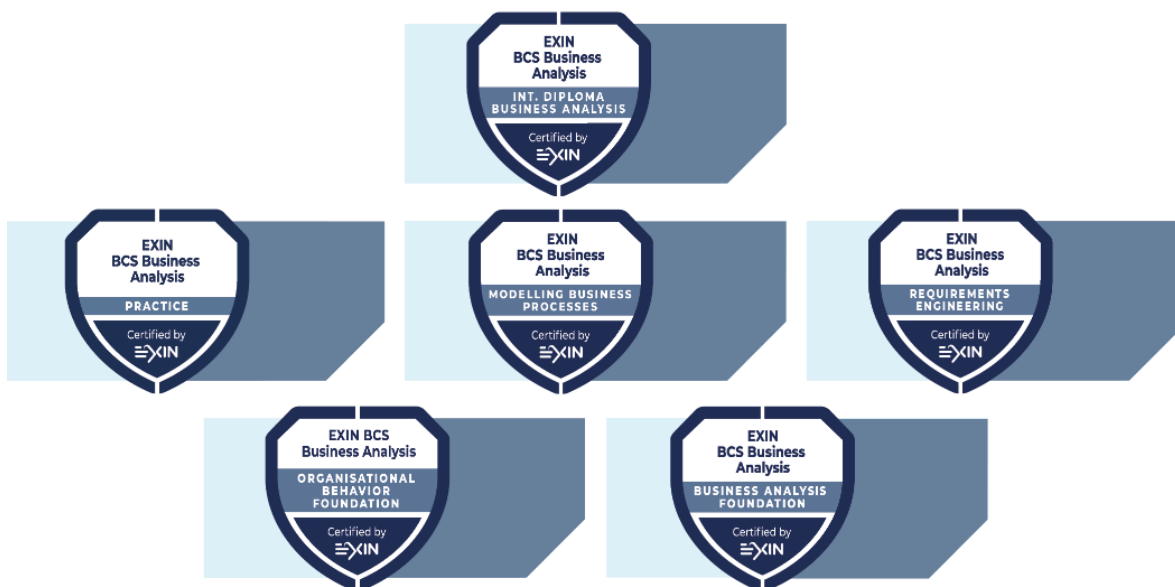 EXIN
BCS Business
Analysis
INT. DIPLOMA
BUSINESS ANALYSIS
Certified by
EXIN
EXIN
BCS Business
Analysis
PRACTICE
Certified by
EXIN
EXIN
BCS Business
Analysis
MODELLING BUSINESS
PROCESSES
Certified by
EXIN
EXIN
BCS Business
Analysis
REQUIREMENTS
ENGINEERING
Certified by
EXIN
EXIN BCS
Business Analysis
ORGANISATIONAL
BEHAVIOR
FOUNDATION
Certified by
EXIN
EXIN
BCS Business
Analysis
BUSINESS ANALYSIS
FOUNDATION
Certified by
EXIN